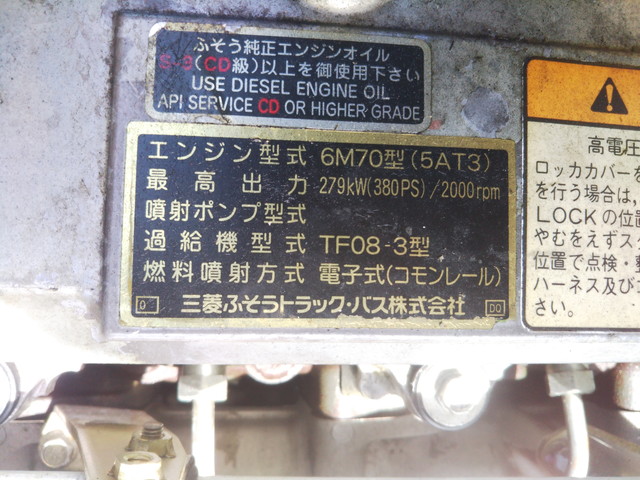 ふそう純正エンジンオイル
(CD級)以上を御使用下さい
USE DIESEL ENGINE OIL
API SERVICE CD OR HIGHER GRADE
エンジン型式 6M70型(5AT3)
最高出力 279kW(380PS)/2000rpm
噴射ポンプ型式
過給機型式 TF08-3型
燃料噴射方式 電子式(コモンレール)
三菱ふそうトラック・バス株式会社
DO
高電圧
ロッカカバーを
を行う場合は、
LOCKの位置
やむをえずス
位置で点検・
ハーネス及び
さい。